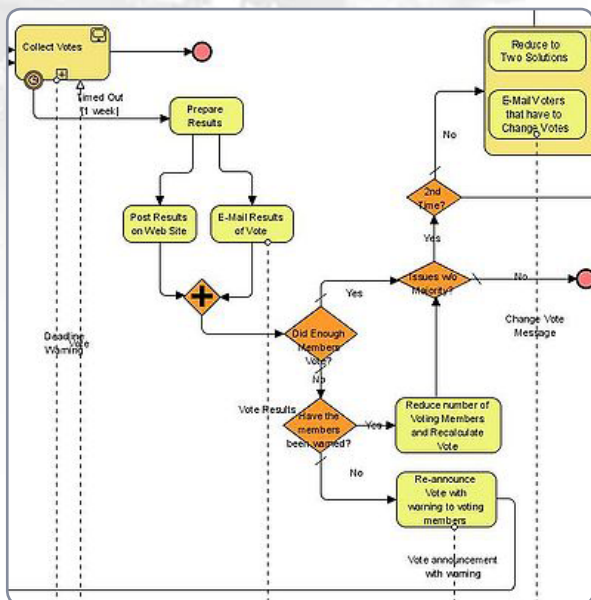 Collect Votes
Timed Out
[1 week]
Prepare
Results
Post Results
on Web Site
E-Mail Results
of Vote
Reduce to
Two Solutions
E-Mail Voters
that have to
Change Votes
No
2nd
Time?
Yes
Issues w/o
Majority?
No
Yes
Did Enough
Members
Vote?
No
Deadline
Warning
Vote
Change Vote
Message
Vote Results
Have the
members
been warned?
Yes
Reduce number of
Voting Members
and Recalculate
Vote
No
Re-announce
Vote with
warning to voting
members
Vote announcement
with warning